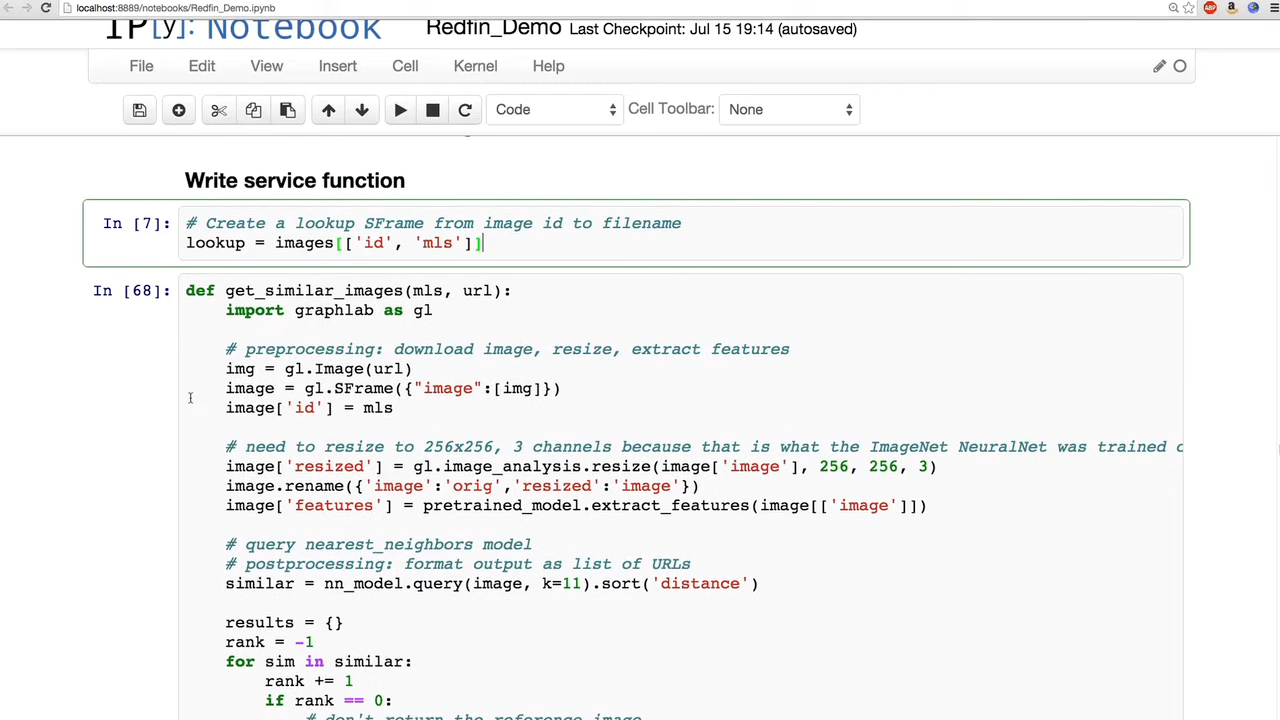 localhost:8889/notebooks/Redfin_Demo.ipynb
ABP
IP[y]: Notebook Redfin_Demo Last Checkpoint: Jul 15 19:14 (autosaved)
File Edit View Insert Cell Kernel Help
Code Cell Toolbar: None
Write service function
In [7]: # Create a lookup SFrame from image id to filename
lookup = images[['id', 'mls']]
In [68]: def get_similar_images(mls, url):
import graphlab as gl
# preprocessing: download image, resize, extract features
img = gl.Image(url)
image = gl.SFrame({"image":[img]})
image['id'] = mls
# need to resize to 256x256, 3 channels because that is what the ImageNet NeuralNet was trained
image['resized'] = gl.image_analysis.resize(image['image'], 256, 256, 3)
image.rename({'image':'orig','resized':'image'})
image['features'] = pretrained_model.extract_features(image[['image']])
# query nearest_neighbors model
# postprocessing: format output as list of URLs
similar = nn_model.query(image, k=11).sort('distance')
results = {}
rank = -1
for sim in similar:
rank += 1
if rank == 0:
# don't return the reference image